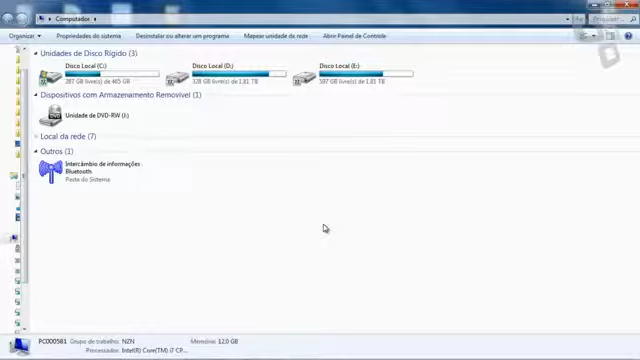 Computador
Pesquisar...
Organizar
Propriedades do sistema
Desinstalar ou alterar um programa
Mapear unidade de rede
Abrir Painel de Controle
Unidades de Disco Rígido (3)
Disco Local (C:)
287 GB livre(s) de 465 GB
Disco Local (D:)
328 GB livre(s) de 1,81 TB
Disco Local (E:)
597 GB livre(s) de 1,81 TB
Dispositivos com Armazenamento Removível (1)
Unidade de DVD-RW (J:)
Local da rede (7)
Outros (1)
Intercâmbio de informações
Bluetooth
Pasta do Sistema
PC000581 Grupo de trabalho: NZN Memória: 12,0 GB
Processador: Intel(R) Core(TM) i7 CP...